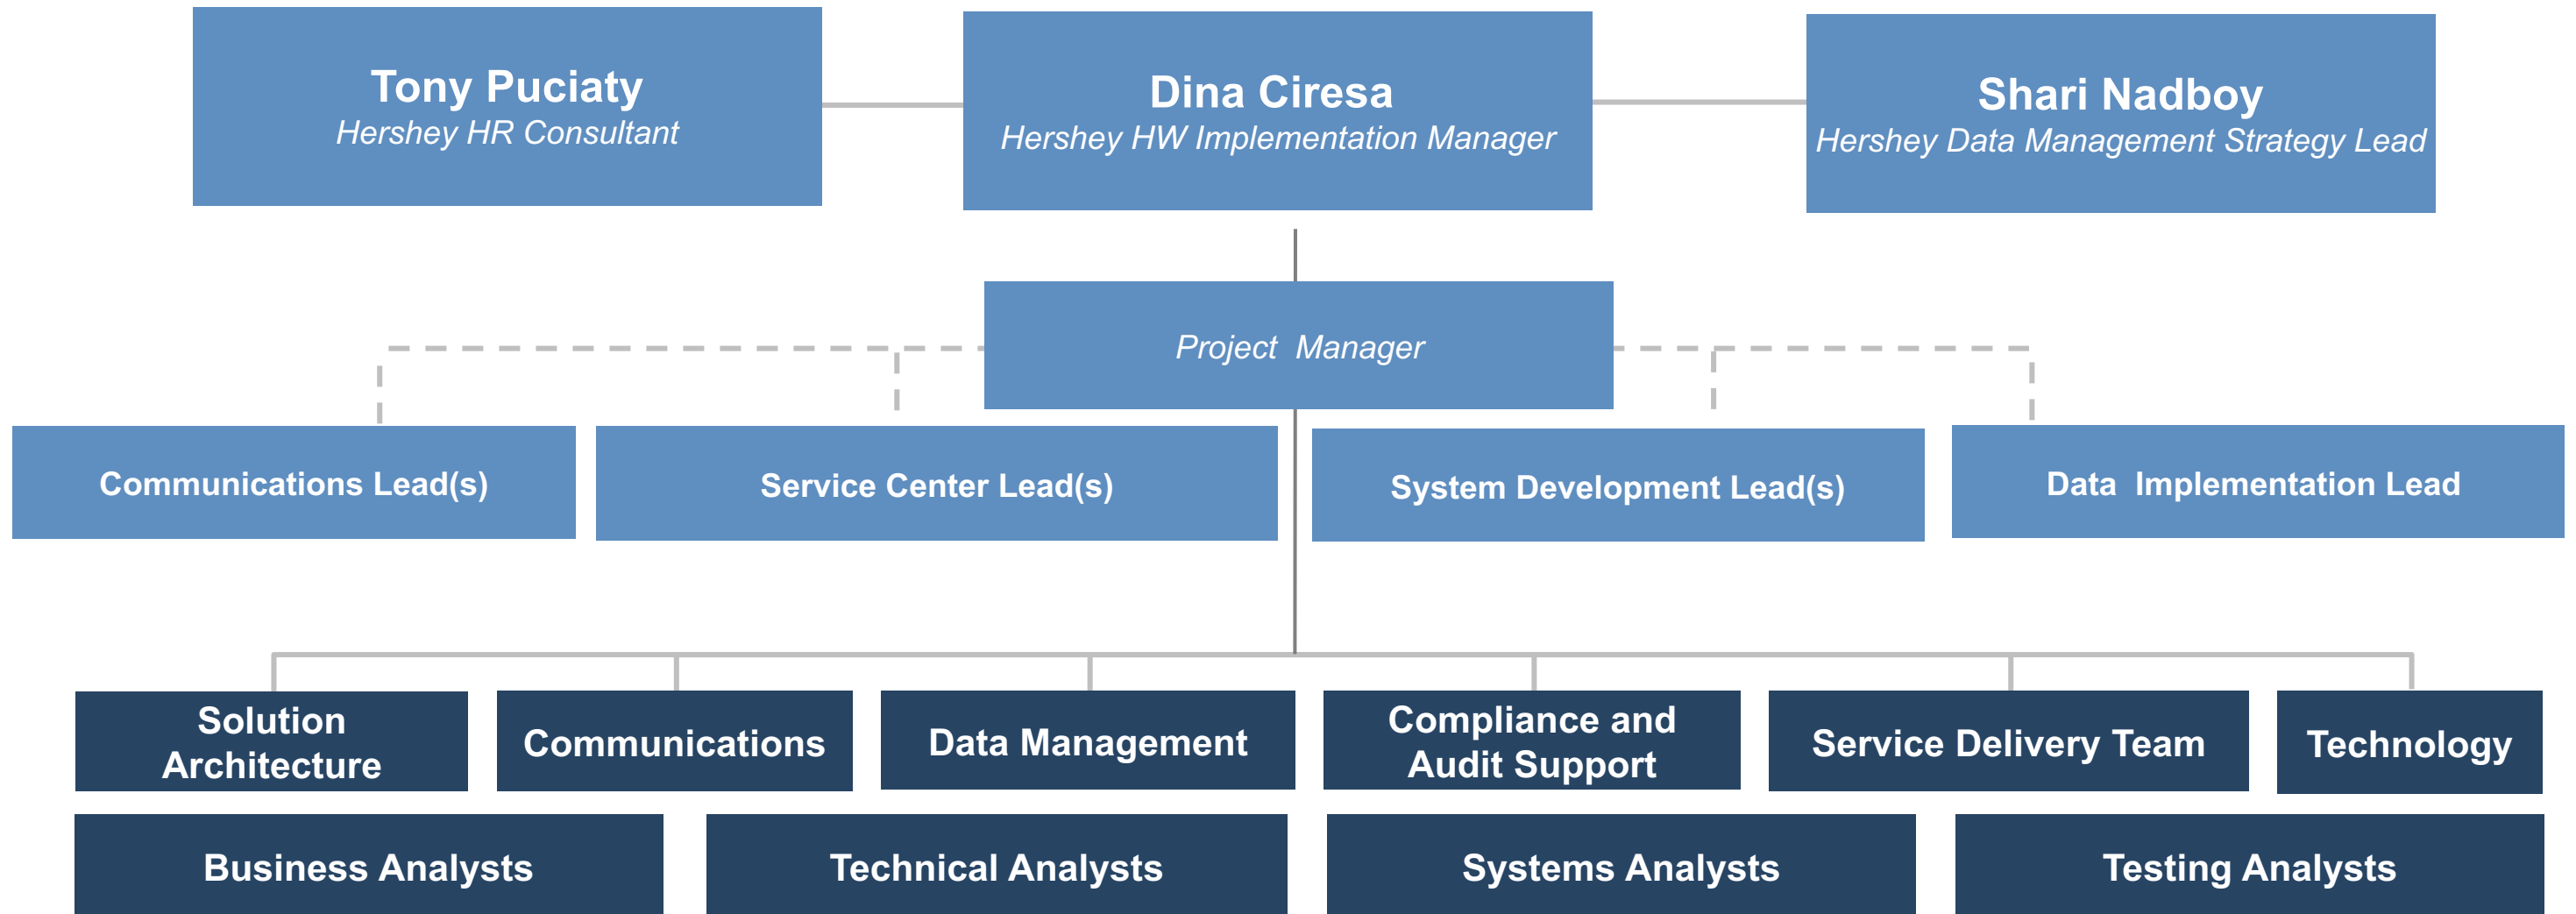 Tony Puciaty
Hershey HR Consultant
Dina Ciresa
Hershey HW Implementation Manager
Shari Nadboy
Hershey Data Management Strategy Lead
Project  Manager
Communications Lead(s)
Service Center Lead(s)
System Development Lead(s)
Data  Implementation Lead
Solution
Architecture
Communications
Data Management
Compliance and
Audit Support
Service Delivery Team
Technology
Business Analysts
Technical Analysts
Systems Analysts
Testing Analysts